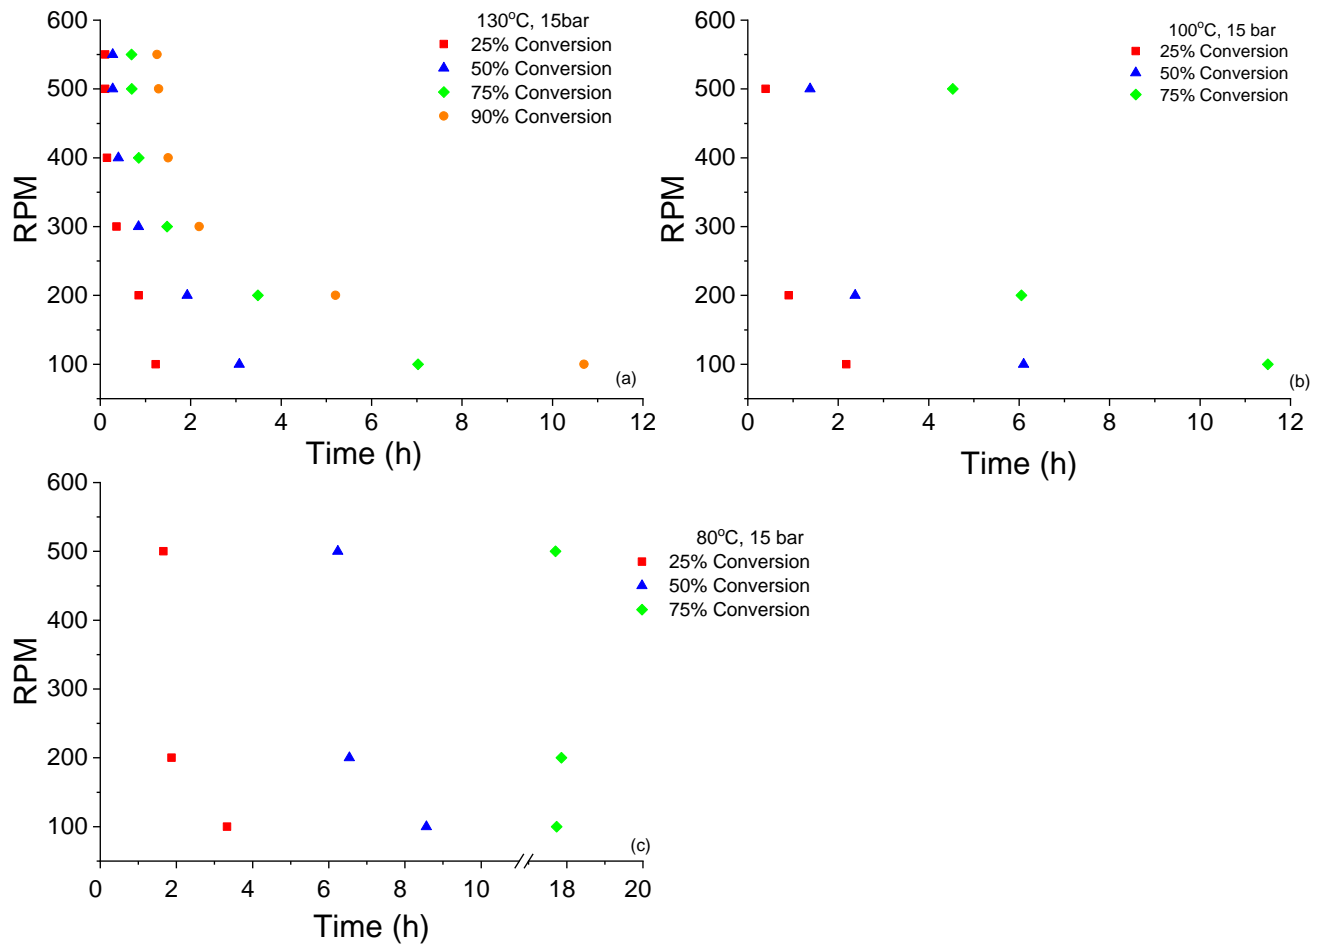 130°C, 15bar
25% Conversion
50% Conversion
75% Conversion
90% Conversion
600
500
400
300
200
100
RPM
0 2 4 6 8 10 12
Time (h)
(a)
100°C, 15 bar
25% Conversion
50% Conversion
75% Conversion
600
500
400
300
200
100
RPM
0 2 4 6 8 10 12
Time (h)
(b)
80°C, 15 bar
25% Conversion
50% Conversion
75% Conversion
600
500
400
300
200
100
RPM
0 2 4 6 8 10 18 20
Time (h)
(c)